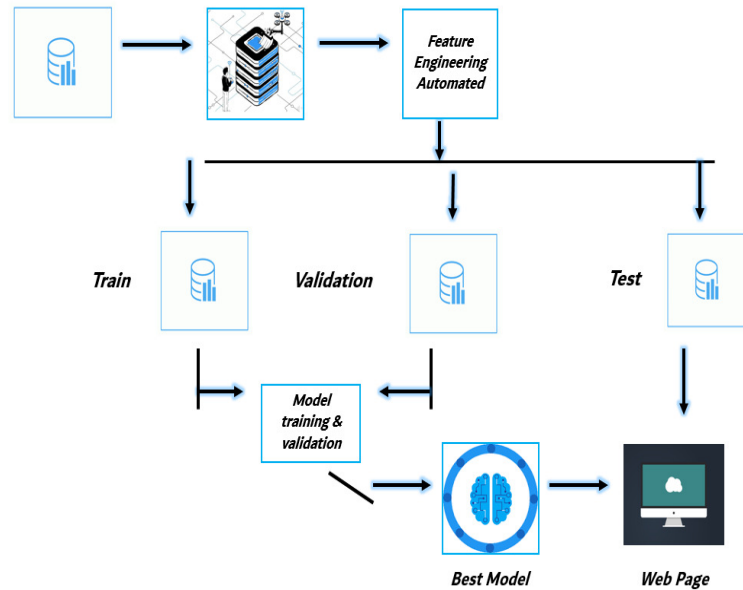 Feature
Engineering
Automated
Train
Validation
Test
Model
training &
validation
Best Model
Web Page